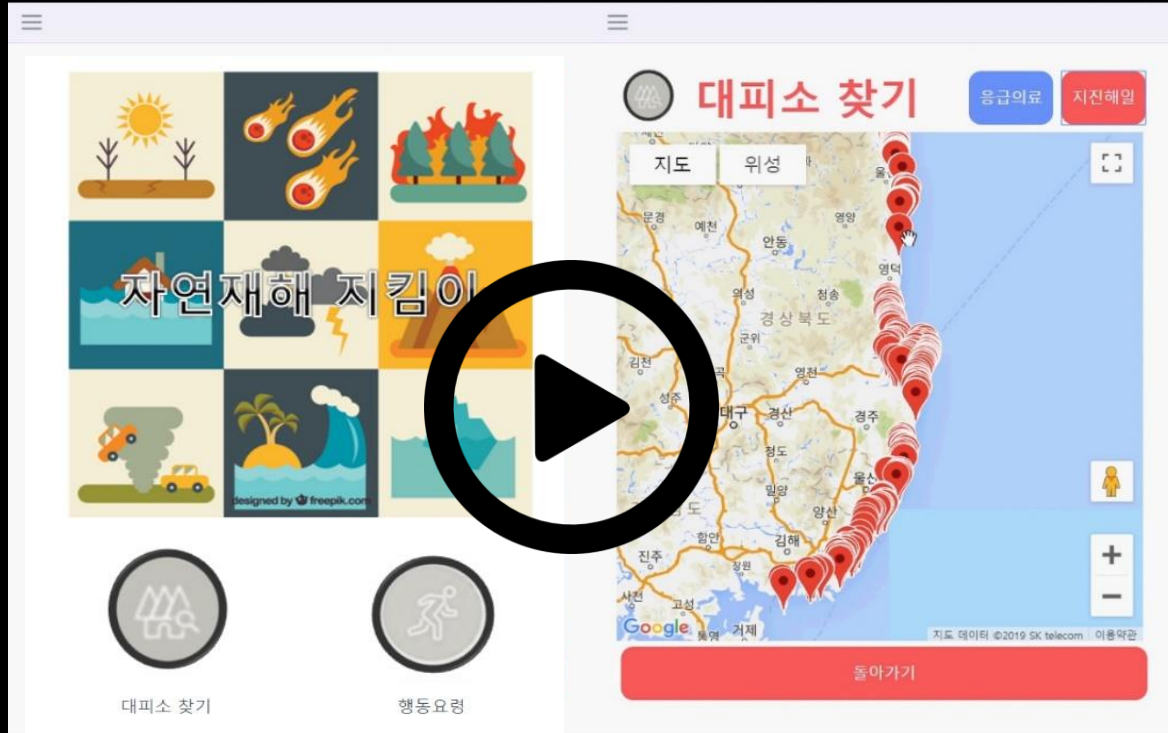 자연재해 지킴이
designed by freepik.com
대피소 찾기
행동요령
대피소 찾기
응급의료
지진해일
지도
위성
문경
예천
영양
안동
영덕
의성
청송
경상북도
군위
김천
영천
성주
대구
경산
경주
청도
밀양
울산
양산
함안
김해
진주
창원
사천
고성
통영
거제
Google
지도 데이터 ©2019 SK telecom
이용약관
돌아가기